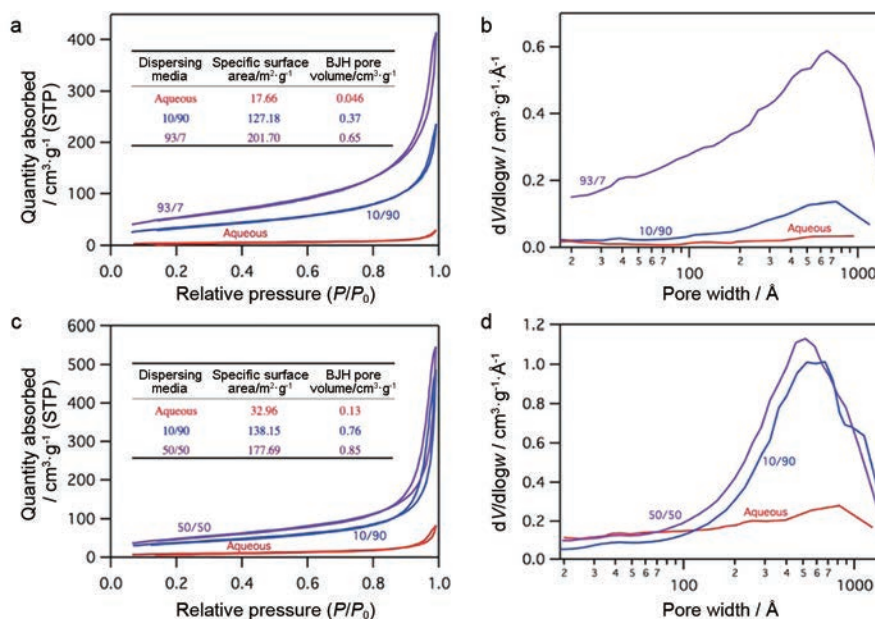 a
Quantity absorbed
/ cm³·g⁻¹ (STP)
400
300
200
100
0
Dispersing media Specific surface area/m²·g⁻¹ BJH pore volume/cm³·g⁻¹
Aqueous 17.66 0.046
10/90 127.18 0.37
93/7 201.70 0.65
93/7
10/90
Aqueous
0.0 0.2 0.4 0.6 0.8 1.0
Relative pressure (P/P₀)
b
dV/dlogw / cm³·g⁻¹·Å⁻¹
0.6
0.4
0.2
0.0
93/7
10/90
Aqueous
2 3 4 5 6 7 100 2 3 4 5 6 7 1000
Pore width / Å
c
Quantity absorbed
/ cm³·g⁻¹ (STP)
600
500
400
300
200
100
0
Dispersing media Specific surface area/m²·g⁻¹ BJH pore volume/cm³·g⁻¹
Aqueous 32.96 0.13
10/90 138.15 0.76
50/50 177.69 0.85
50/50
10/90
Aqueous
0.0 0.2 0.4 0.6 0.8 1.0
Relative pressure (P/P₀)
d
dV/dlogw / cm³·g⁻¹·Å⁻¹
1.2
1.0
0.8
0.6
0.4
0.2
0.0
10/90
50/50
Aqueous
2 3 4 5 6 7 100 2 3 4 5 6 7 1000
Pore width / Å